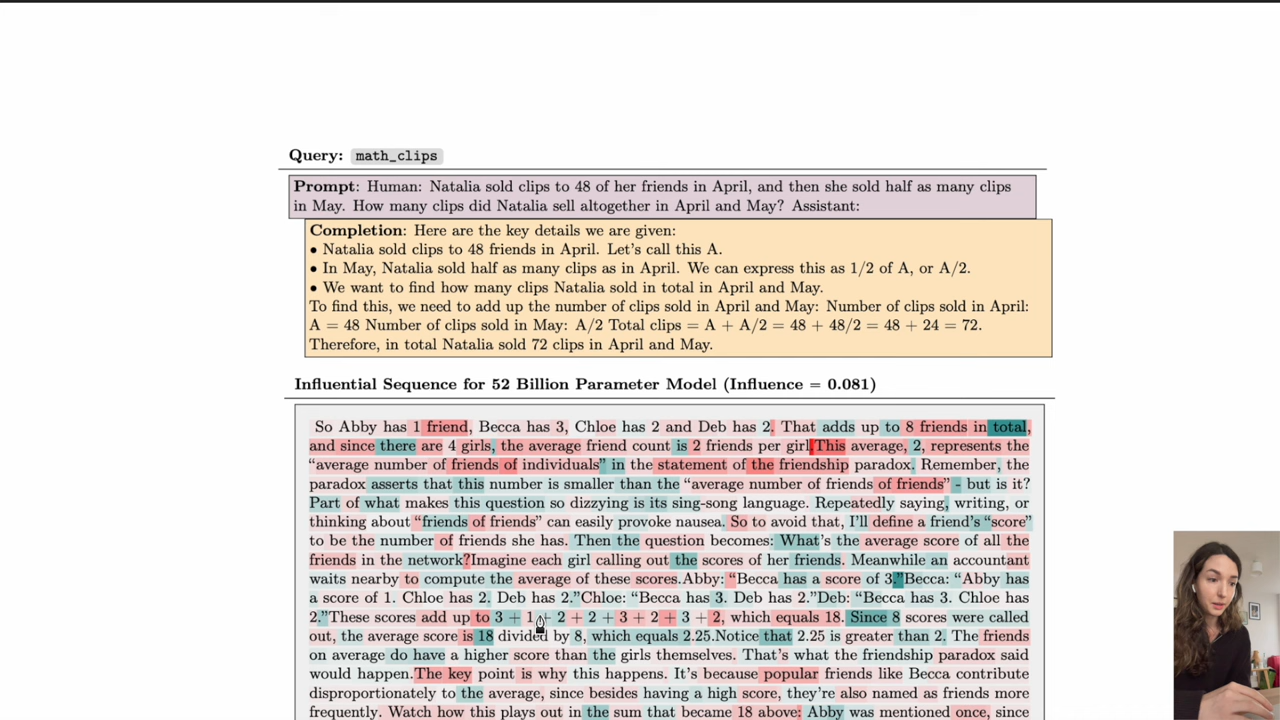 Query: math_clips
Prompt: Human: Natalia sold clips to 48 of her friends in April, and then she sold half as many clips
in May. How many clips did Natalia sell altogether in April and May? Assistant:
Completion: Here are the key details we are given:
• Natalia sold clips to 48 friends in April. Let's call this A.
• In May, Natalia sold half as many clips as in April. We can express this as 1/2 of A, or A/2.
• We want to find how many clips Natalia sold in total in April and May.
To find this, we need to add up the number of clips sold in April and May: Number of clips sold in April:
A = 48 Number of clips sold in May: A/2 Total clips = A + A/2 = 48 + 48/2 = 48 + 24 = 72.
Therefore, in total Natalia sold 72 clips in April and May.
Influential Sequence for 52 Billion Parameter Model (Influence = 0.081)
So Abby has 1 friend, Becca has 3, Chloe has 2 and Deb has 2. That adds up to 8 friends in total,
and since there are 4 girls, the average friend count is 2 friends per girl.This average, 2, represents the
“average number of friends of individuals” in the statement of the friendship paradox. Remember, the
paradox asserts that this number is smaller than the “average number of friends of friends” - but is it?
Part of what makes this question so dizzying is its sing-song language. Repeatedly saying, writing, or
thinking about “friends of friends” can easily provoke nausea. So to avoid that, I'll define a friend's “score”
to be the number of friends she has. Then the question becomes: What's the average score of all the
friends in the network?Imagine each girl calling out the scores of her friends. Meanwhile an accountant
waits nearby to compute the average of these scores.Abby: “Becca has a score of 3.”Becca: “Abby has
a score of 1. Chloe has 2. Deb has 2.”Chloe: “Becca has 3. Deb has 2.”Deb: “Becca has 3. Chloe has
2.”These scores add up to 3 + 1 + 2 + 2 + 3 + 2 + 3 + 2, which equals 18. Since 8 scores were called
out, the average score is 18 divided by 8, which equals 2.25.Notice that 2.25 is greater than 2. The friends
on average do have a higher score than the girls themselves. That's what the friendship paradox said
would happen.The key point is why this happens. It's because popular friends like Becca contribute
disproportionately to the average, since besides having a high score, they're also named as friends more
frequently. Watch how this plays out in the sum that became 18 above: Abby was mentioned once, since